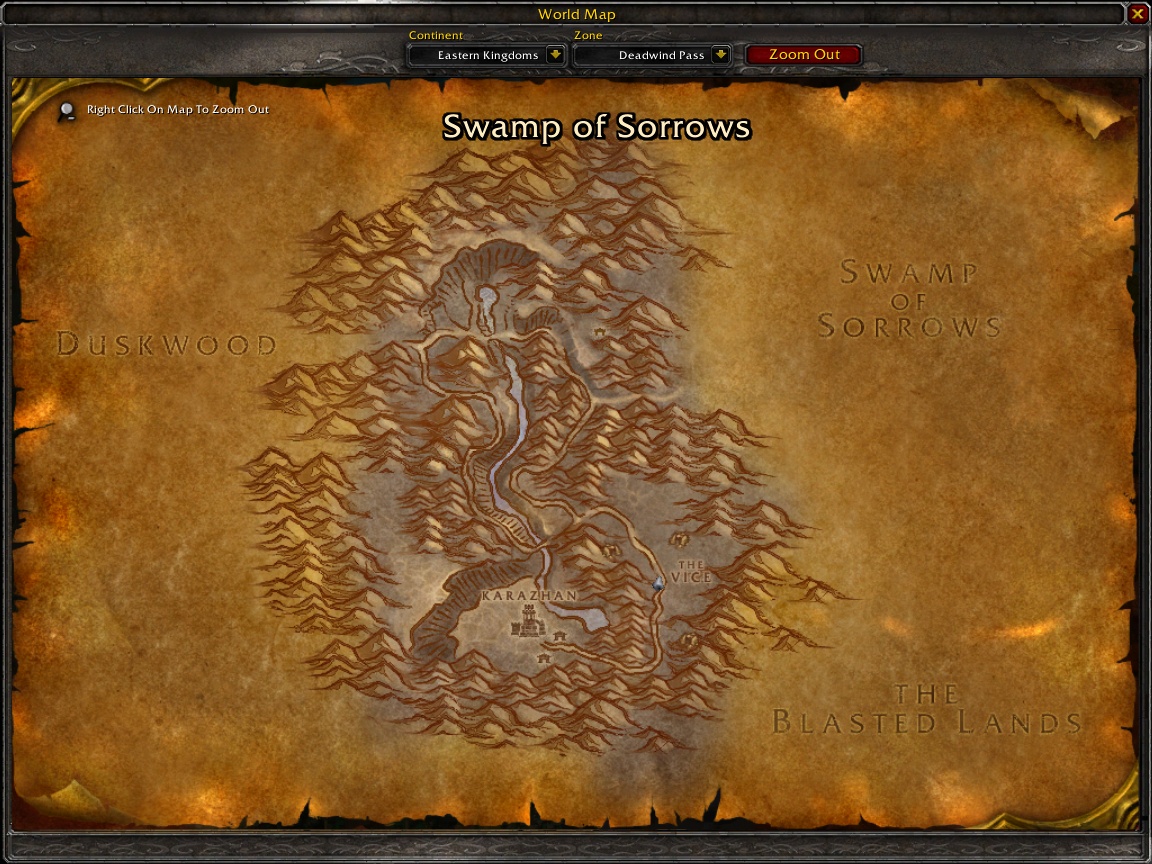 World Map
Continent
Zone
Eastern Kingdoms
Deadwind Pass
Zoom Out
Right Click On Map To Zoom Out
Swamp of Sorrows
SWAMP
OF
SORROWS
DUSKWOOD
THE
VICE
KARAZHAN
THE
BLASTED LANDS